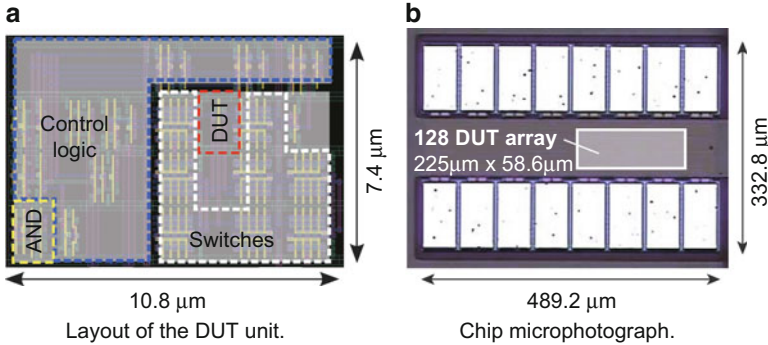 a
Control
logic
AND
DUT
Switches
7.4 μm
10.8 μm
Layout of the DUT unit.
b
128 DUT array
225μm x 58.6μm
332.8 μm
489.2 μm
Chip microphotograph.